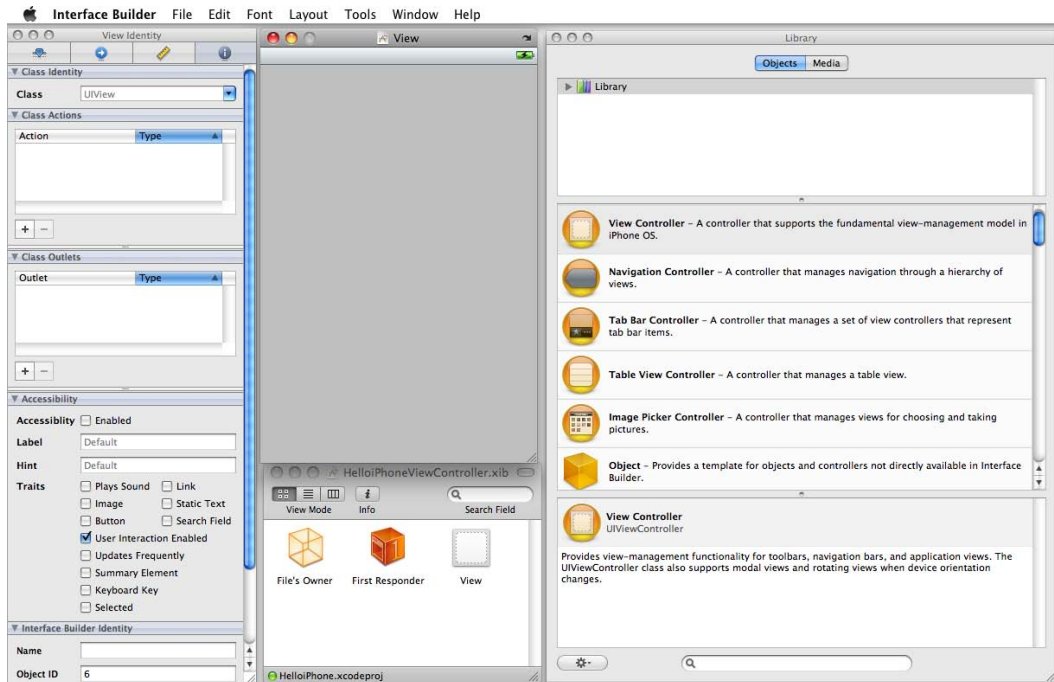 Interface Builder File Edit Font Layout Tools Window Help
View Identity
Class Identity
Class UIView
Class Actions
Action Type
+ −
Class Outlets
Outlet Type
+ −
Accessibility
Accessiblity Enabled
Label Default
Hint Default
Traits Plays Sound Link
Image Static Text
Button Search Field
User Interaction Enabled
Updates Frequently
Summary Element
Keyboard Key
Selected
Interface Builder Identity
Name
Object ID 6
View
HelloiPhoneViewController.xib
View Mode Info Search Field
File's Owner First Responder View
HelloiPhone.xcodeproj
Library
Objects Media
Library
View Controller – A controller that supports the fundamental view-management model in
iPhone OS.
Navigation Controller – A controller that manages navigation through a hierarchy of
views.
Tab Bar Controller – A controller that manages a set of view controllers that represent
tab bar items.
Table View Controller – A controller that manages a table view.
Image Picker Controller – A controller that manages views for choosing and taking
pictures.
Object – Provides a template for objects and controllers not directly available in Interface
Builder.
View Controller
UIViewController
Provides view-management functionality for toolbars, navigation bars, and application views. The
UIViewController class also supports modal views and rotating views when device orientation
changes.